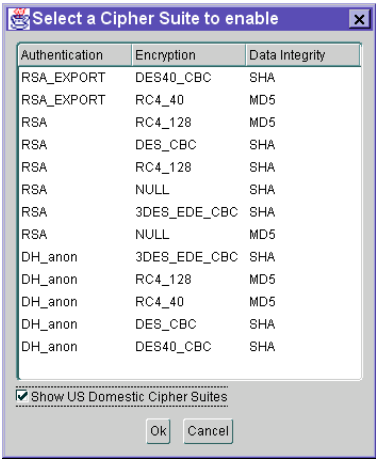 Select a Cipher Suite to enable
Authentication Encryption Data Integrity
RSA_EXPORT DES40_CBC SHA
RSA_EXPORT RC4_40 MD5
RSA RC4_128 MD5
RSA DES_CBC SHA
RSA RC4_128 SHA
RSA NULL SHA
RSA 3DES_EDE_CBC SHA
RSA NULL MD5
DH_anon 3DES_EDE_CBC SHA
DH_anon RC4_128 MD5
DH_anon RC4_40 MD5
DH_anon DES_CBC SHA
DH_anon DES40_CBC SHA
Show US Domestic Cipher Suites
Ok Cancel